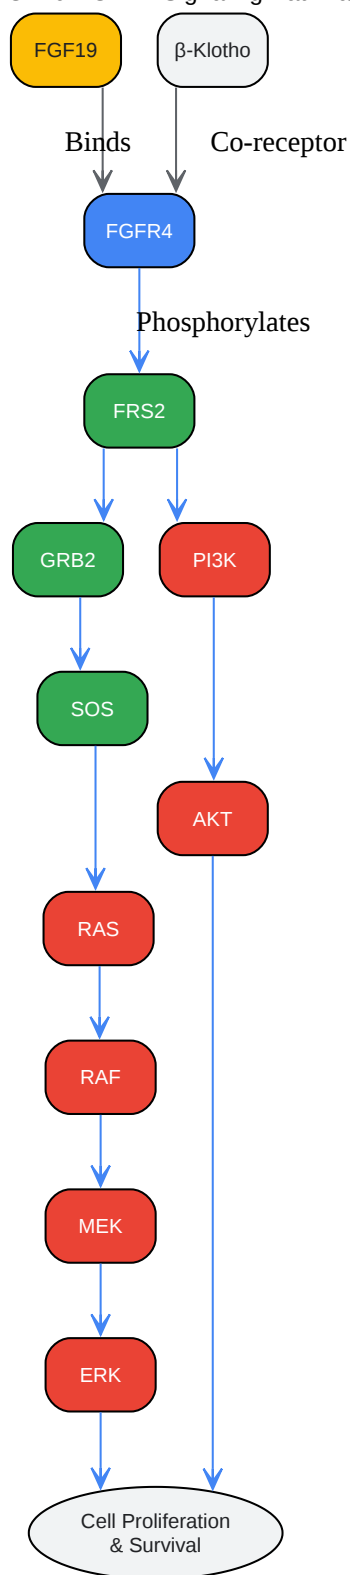 FGF19
β-Klotho
Binds
Co-receptor
FGFR4
Phosphorylates
FRS2
GRB2
PI3K
SOS
AKT
RAS
RAF
MEK
ERK
Cell Proliferation
& Survival